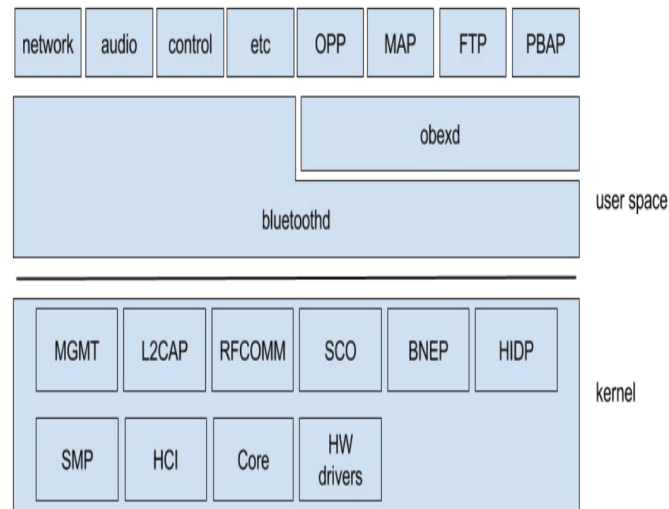 network audio control etc OPP MAP FTP PBAP
obexd
user space
bluetoothd
MGMT L2CAP RFCOMM SCO BNEP HIDP
kernel
SMP HCI Core HW drivers